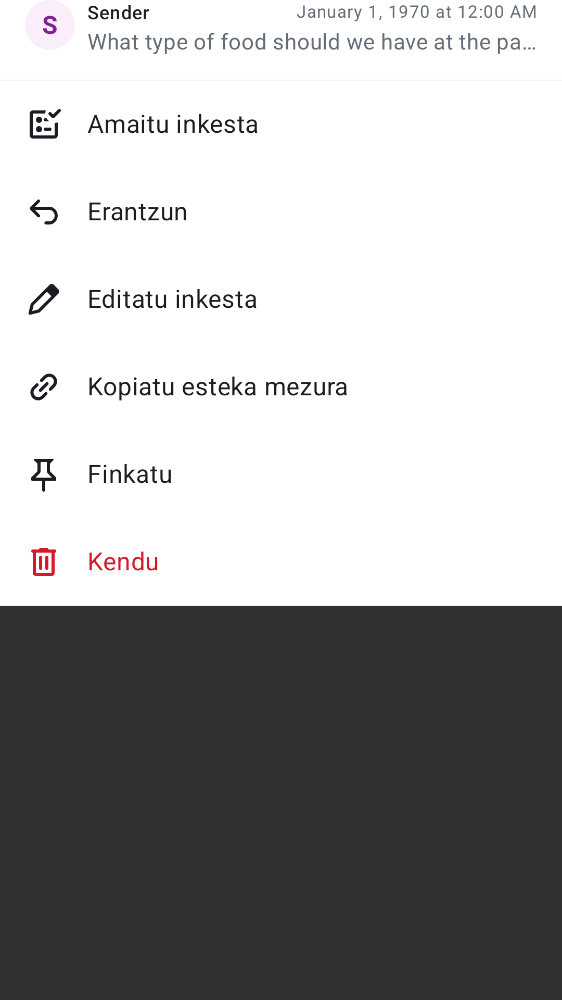 S
Sender January 1, 1970 at 12:00 AM
What type of food should we have at the pa…
Amaitu inkesta
Erantzun
Editatu inkesta
Kopiatu esteka mezura
Finkatu
Kendu